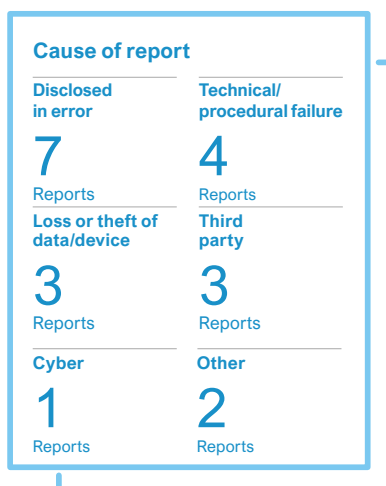 Cause of report
Disclosed
in error
7
Reports
Technical/
procedural failure
4
Reports
Loss or theft of
data/device
3
Reports
Third
party
3
Reports
Cyber
1
Reports
Other
2
Reports